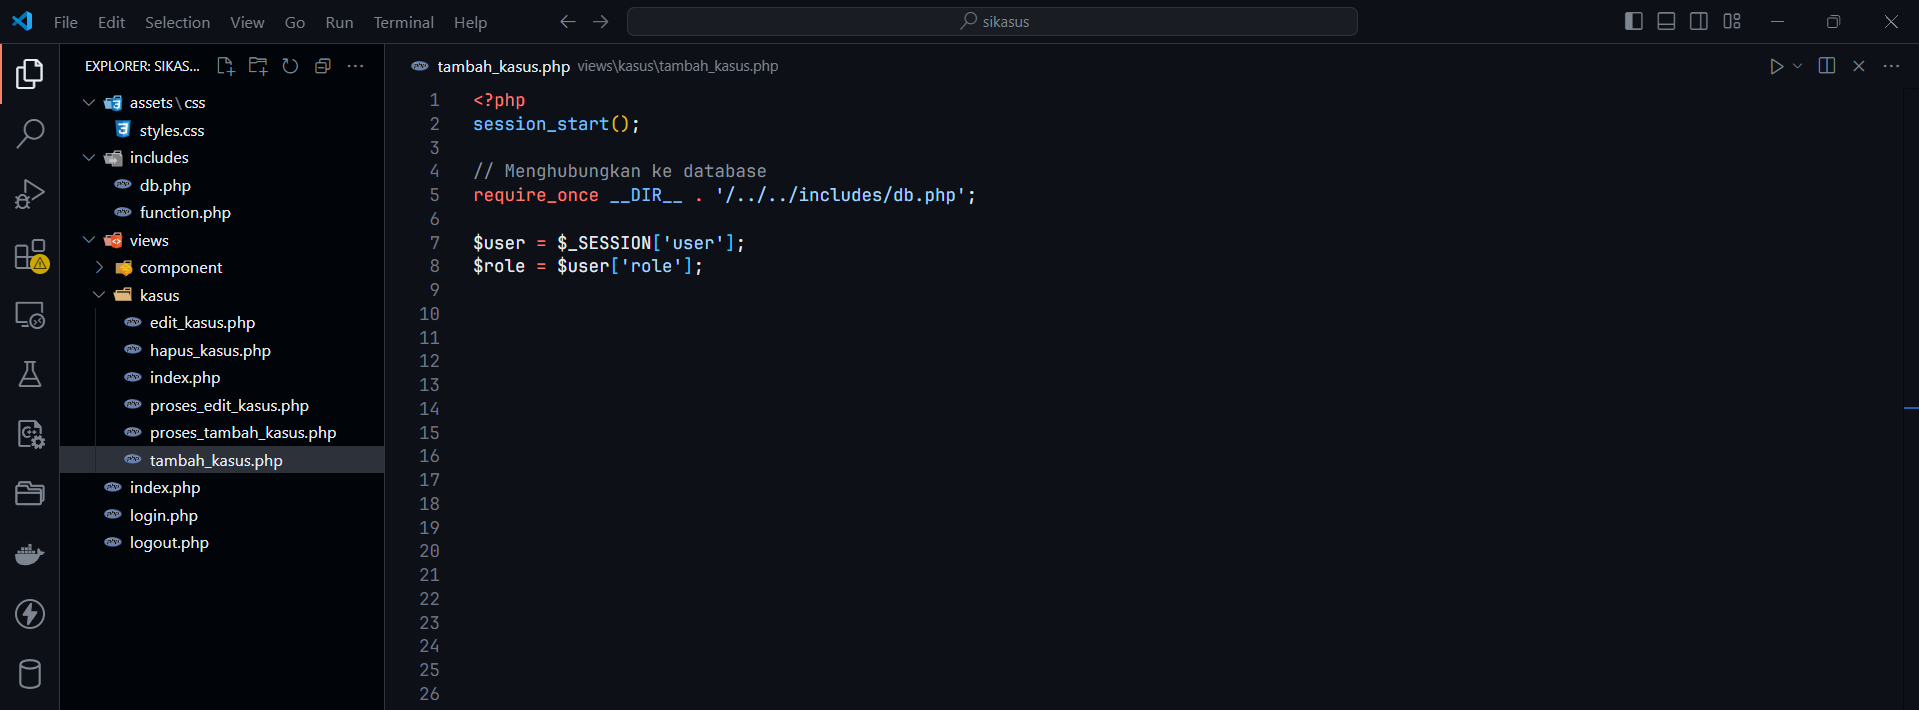 File Edit Selection View Go Run Terminal Help
sikasus
EXPLORER: SIKAS...
assets\css
styles.css
includes
db.php
function.php
views
component
kasus
edit_kasus.php
hapus_kasus.php
index.php
proses_edit_kasus.php
proses_tambah_kasus.php
tambah_kasus.php
index.php
login.php
logout.php
tambah_kasus.php views\kasus\tambah_kasus.php
1 <?php
2 session_start();
3
4 // Menghubungkan ke database
5 require_once __DIR__ . '/../../includes/db.php';
6
7 $user = $_SESSION['user'];
8 $role = $user['role'];
9
10
11
12
13
14
15
16
17
18
19
20
21
22
23
24
25
26